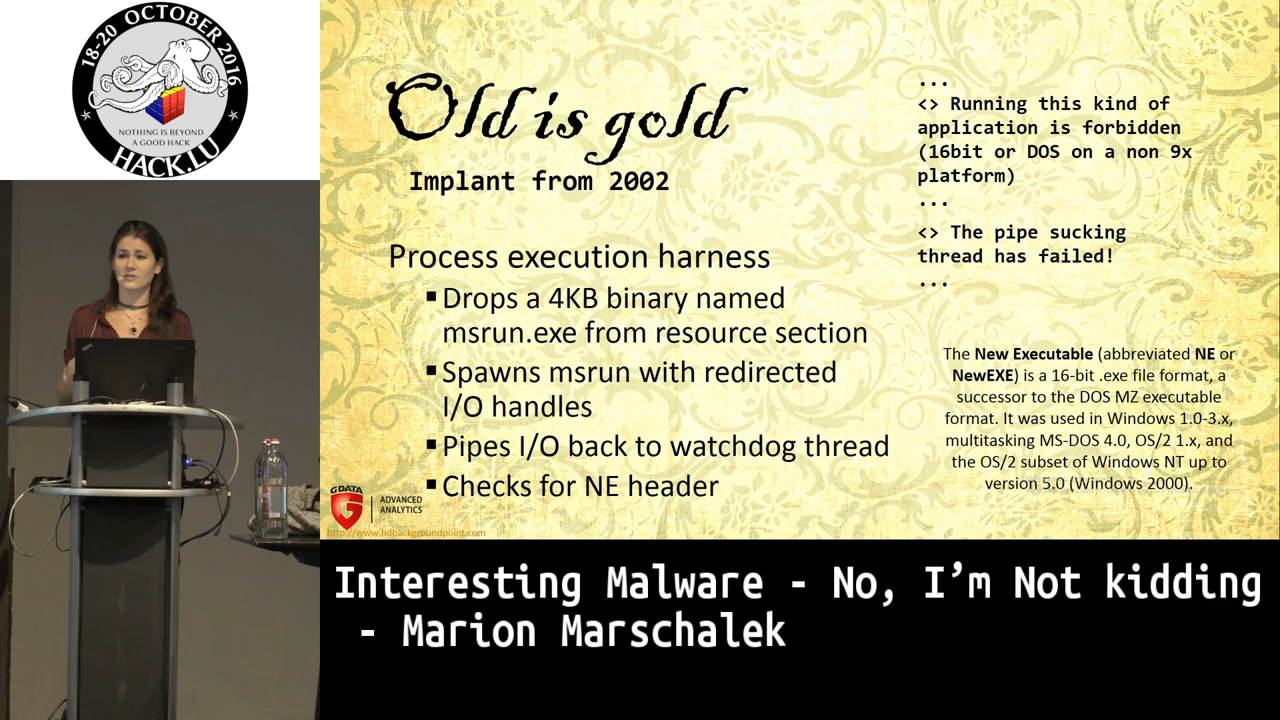 18-20 OCTOBER 2016
NOTHING IS BEYOND
A GOOD HACK
HACK.LU
Old is gold
Implant from 2002
Process execution harness
▪Drops a 4KB binary named
msrun.exe from resource section
▪Spawns msrun with redirected
I/O handles
▪Pipes I/O back to watchdog thread
▪Checks for NE header
...
<> Running this kind of
application is forbidden
(16bit or DOS on a non 9x
platform)
...
<> The pipe sucking
thread has failed!
...
The New Executable (abbreviated NE or
NewEXE) is a 16-bit .exe file format, a
successor to the DOS MZ executable
format. It was used in Windows 1.0-3.x,
multitasking MS-DOS 4.0, OS/2 1.x, and
the OS/2 subset of Windows NT up to
version 5.0 (Windows 2000).
G DATA
ADVANCED
ANALYTICS
http://www.hdbackgroundpoint.com
Interesting Malware - No, I’m Not kidding
- Marion Marschalek